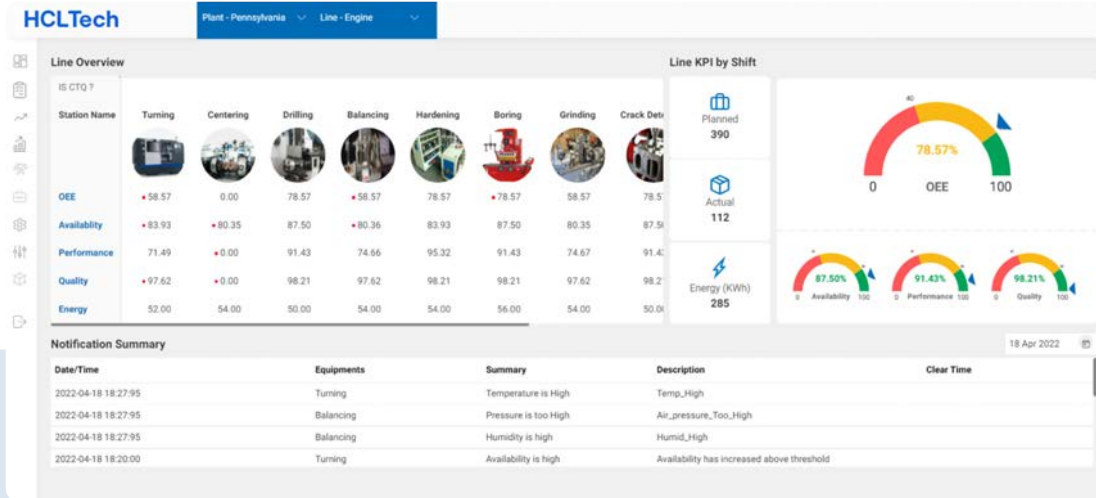 HCLTech
Plant - Pennsylvania Line - Engine
Line Overview
IS CTQ ?
Station Name Turning Centering Drilling Balancing Hardening Boring Grinding Crack
OEE 58.57 0.00 78.57 58.57 78.57 78.57 58.57
Availablity 83.93 80.35 87.50 80.36 83.93 87.50 80.35
Performance 71.49 0.00 91.43 74.66 95.32 91.43 74.67
Quality 97.62 0.00 98.21 97.62 98.21 98.21 97.62
Energy 52.00 54.00 50.00 54.00 54.00 56.00 54.00
Line KPI by Shift
Planned
390
Actual
112
Energy (KWh)
285
40
78.57%
0 OEE 100
87.50%
0 Availability 100
91.43%
0 Performance 100
98.21%
0 Quality 100
Notification Summary
18 Apr 2022
Date/Time Equipments Summary Description Clear Time
2022-04-18 18:27:95 Turning Temperature is High Temp_High
2022-04-18 18:27:95 Balancing Pressure is too High Air_pressure_Too_High
2022-04-18 18:27:95 Balancing Humidity is high Humid_High
2022-04-18 18:20:00 Turning Availability is high Availability has increased above threshold